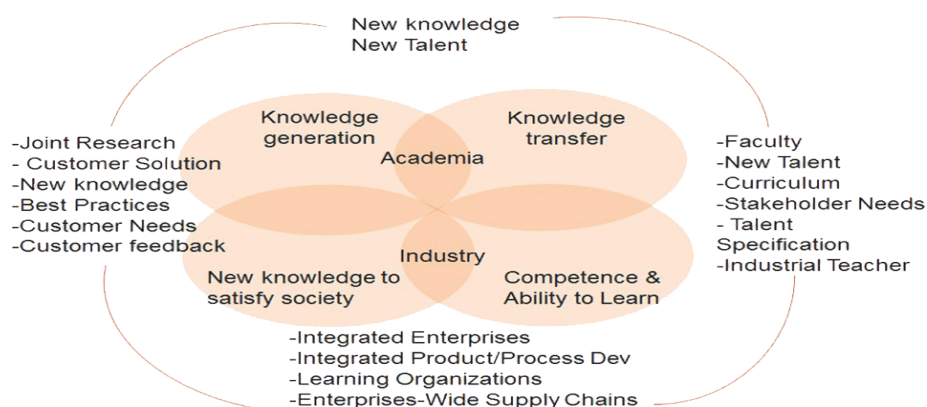 New knowledge
New Talent
Knowledge
generation
Knowledge
transfer
Academia
-Joint Research
- Customer Solution
-New knowledge
-Best Practices
-Customer Needs
-Customer feedback
-Faculty
-New Talent
-Curriculum
-Stakeholder Needs
- Talent
Specification
-Industrial Teacher
Industry
New knowledge to
satisfy society
Competence &
Ability to Learn
-Integrated Enterprises
-Integrated Product/Process Dev
-Learning Organizations
-Enterprises-Wide Supply Chains